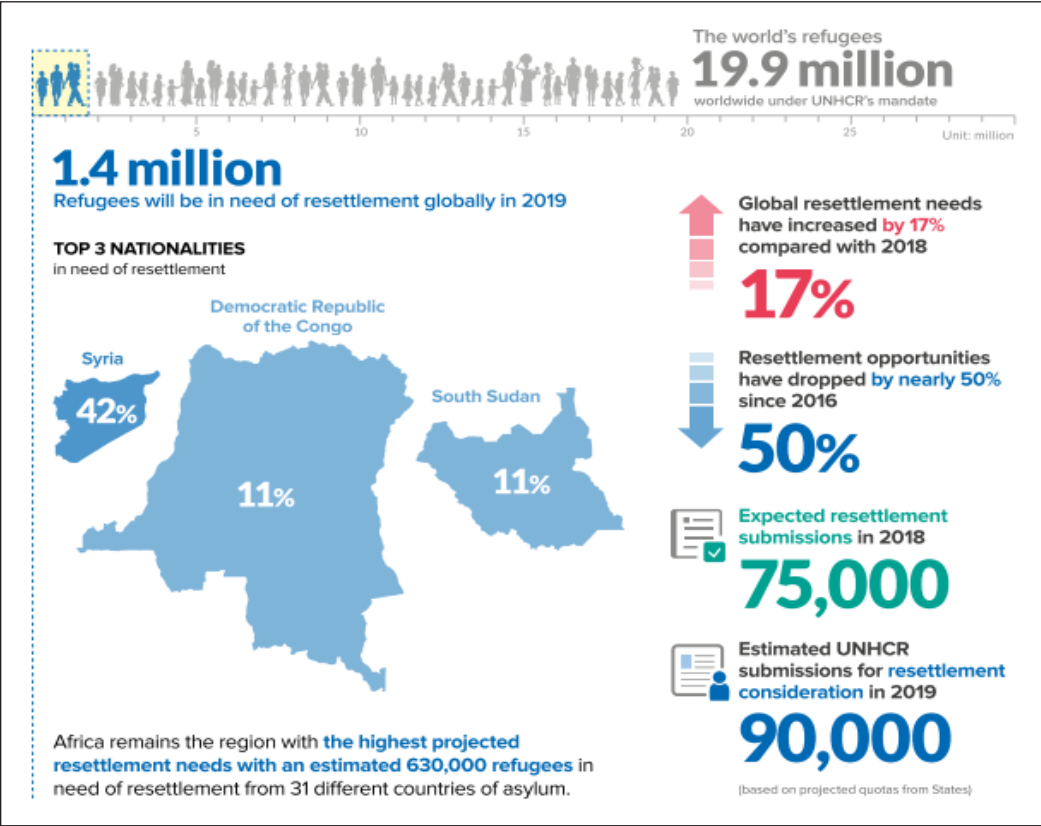 The world's refugees
19.9 million
worldwide under UNHCR's mandate
5
10
15
20
25
Unit: million
1.4 million
Refugees will be in need of resettlement globally in 2019
TOP 3 NATIONALITIES
in need of resettlement
Democratic Republic
of the Congo
Syria
South Sudan
42%
11%
11%
Africa remains the region with the highest projected
resettlement needs with an estimated 630,000 refugees in
need of resettlement from 31 different countries of asylum.
Global resettlement needs
have increased by 17%
compared with 2018
17%
Resettlement opportunities
have dropped by nearly 50%
since 2016
50%
Expected resettlement
submissions in 2018
75,000
Estimated UNHCR
submissions for resettlement
consideration in 2019
90,000
(based on projected quotas from States)